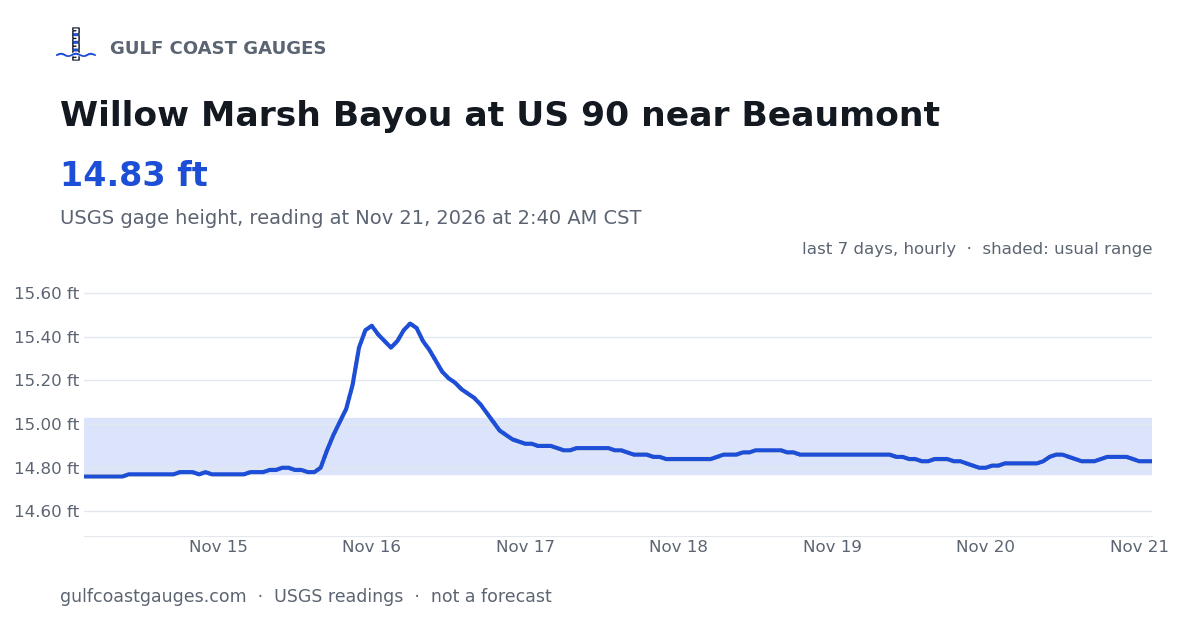 GULF COAST GAUGES
Willow Marsh Bayou at US 90 near Beaumont
14.83 ft
USGS gage height, reading at Nov 21, 2026 at 2:40 AM CST
last 7 days, hourly · shaded: usual range
15.60 ft
15.40 ft
15.20 ft
15.00 ft
14.80 ft
14.60 ft
Nov 15 Nov 16 Nov 17 Nov 18 Nov 19 Nov 20 Nov 21
gulfcoastgauges.com · USGS readings · not a forecast